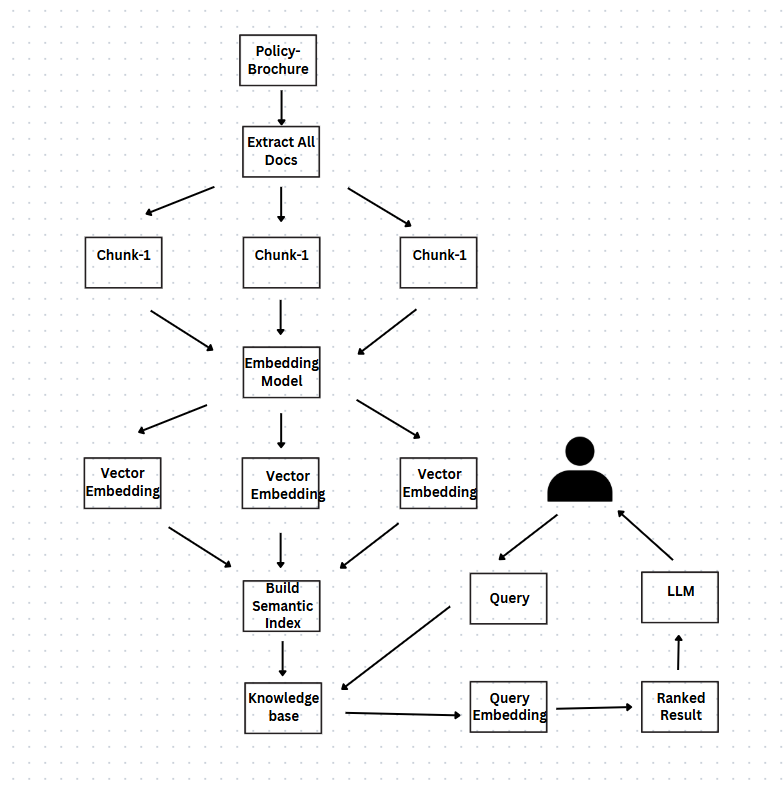 Policy-
Brochure
Extract All
Docs
Chunk-1
Chunk-1
Chunk-1
Embedding
Model
Vector
Embedding
Vector
Embedding
Vector
Embedding
Build
Semantic
Index
Query
LLM
Knowledge
base
Query
Embedding
Ranked
Result